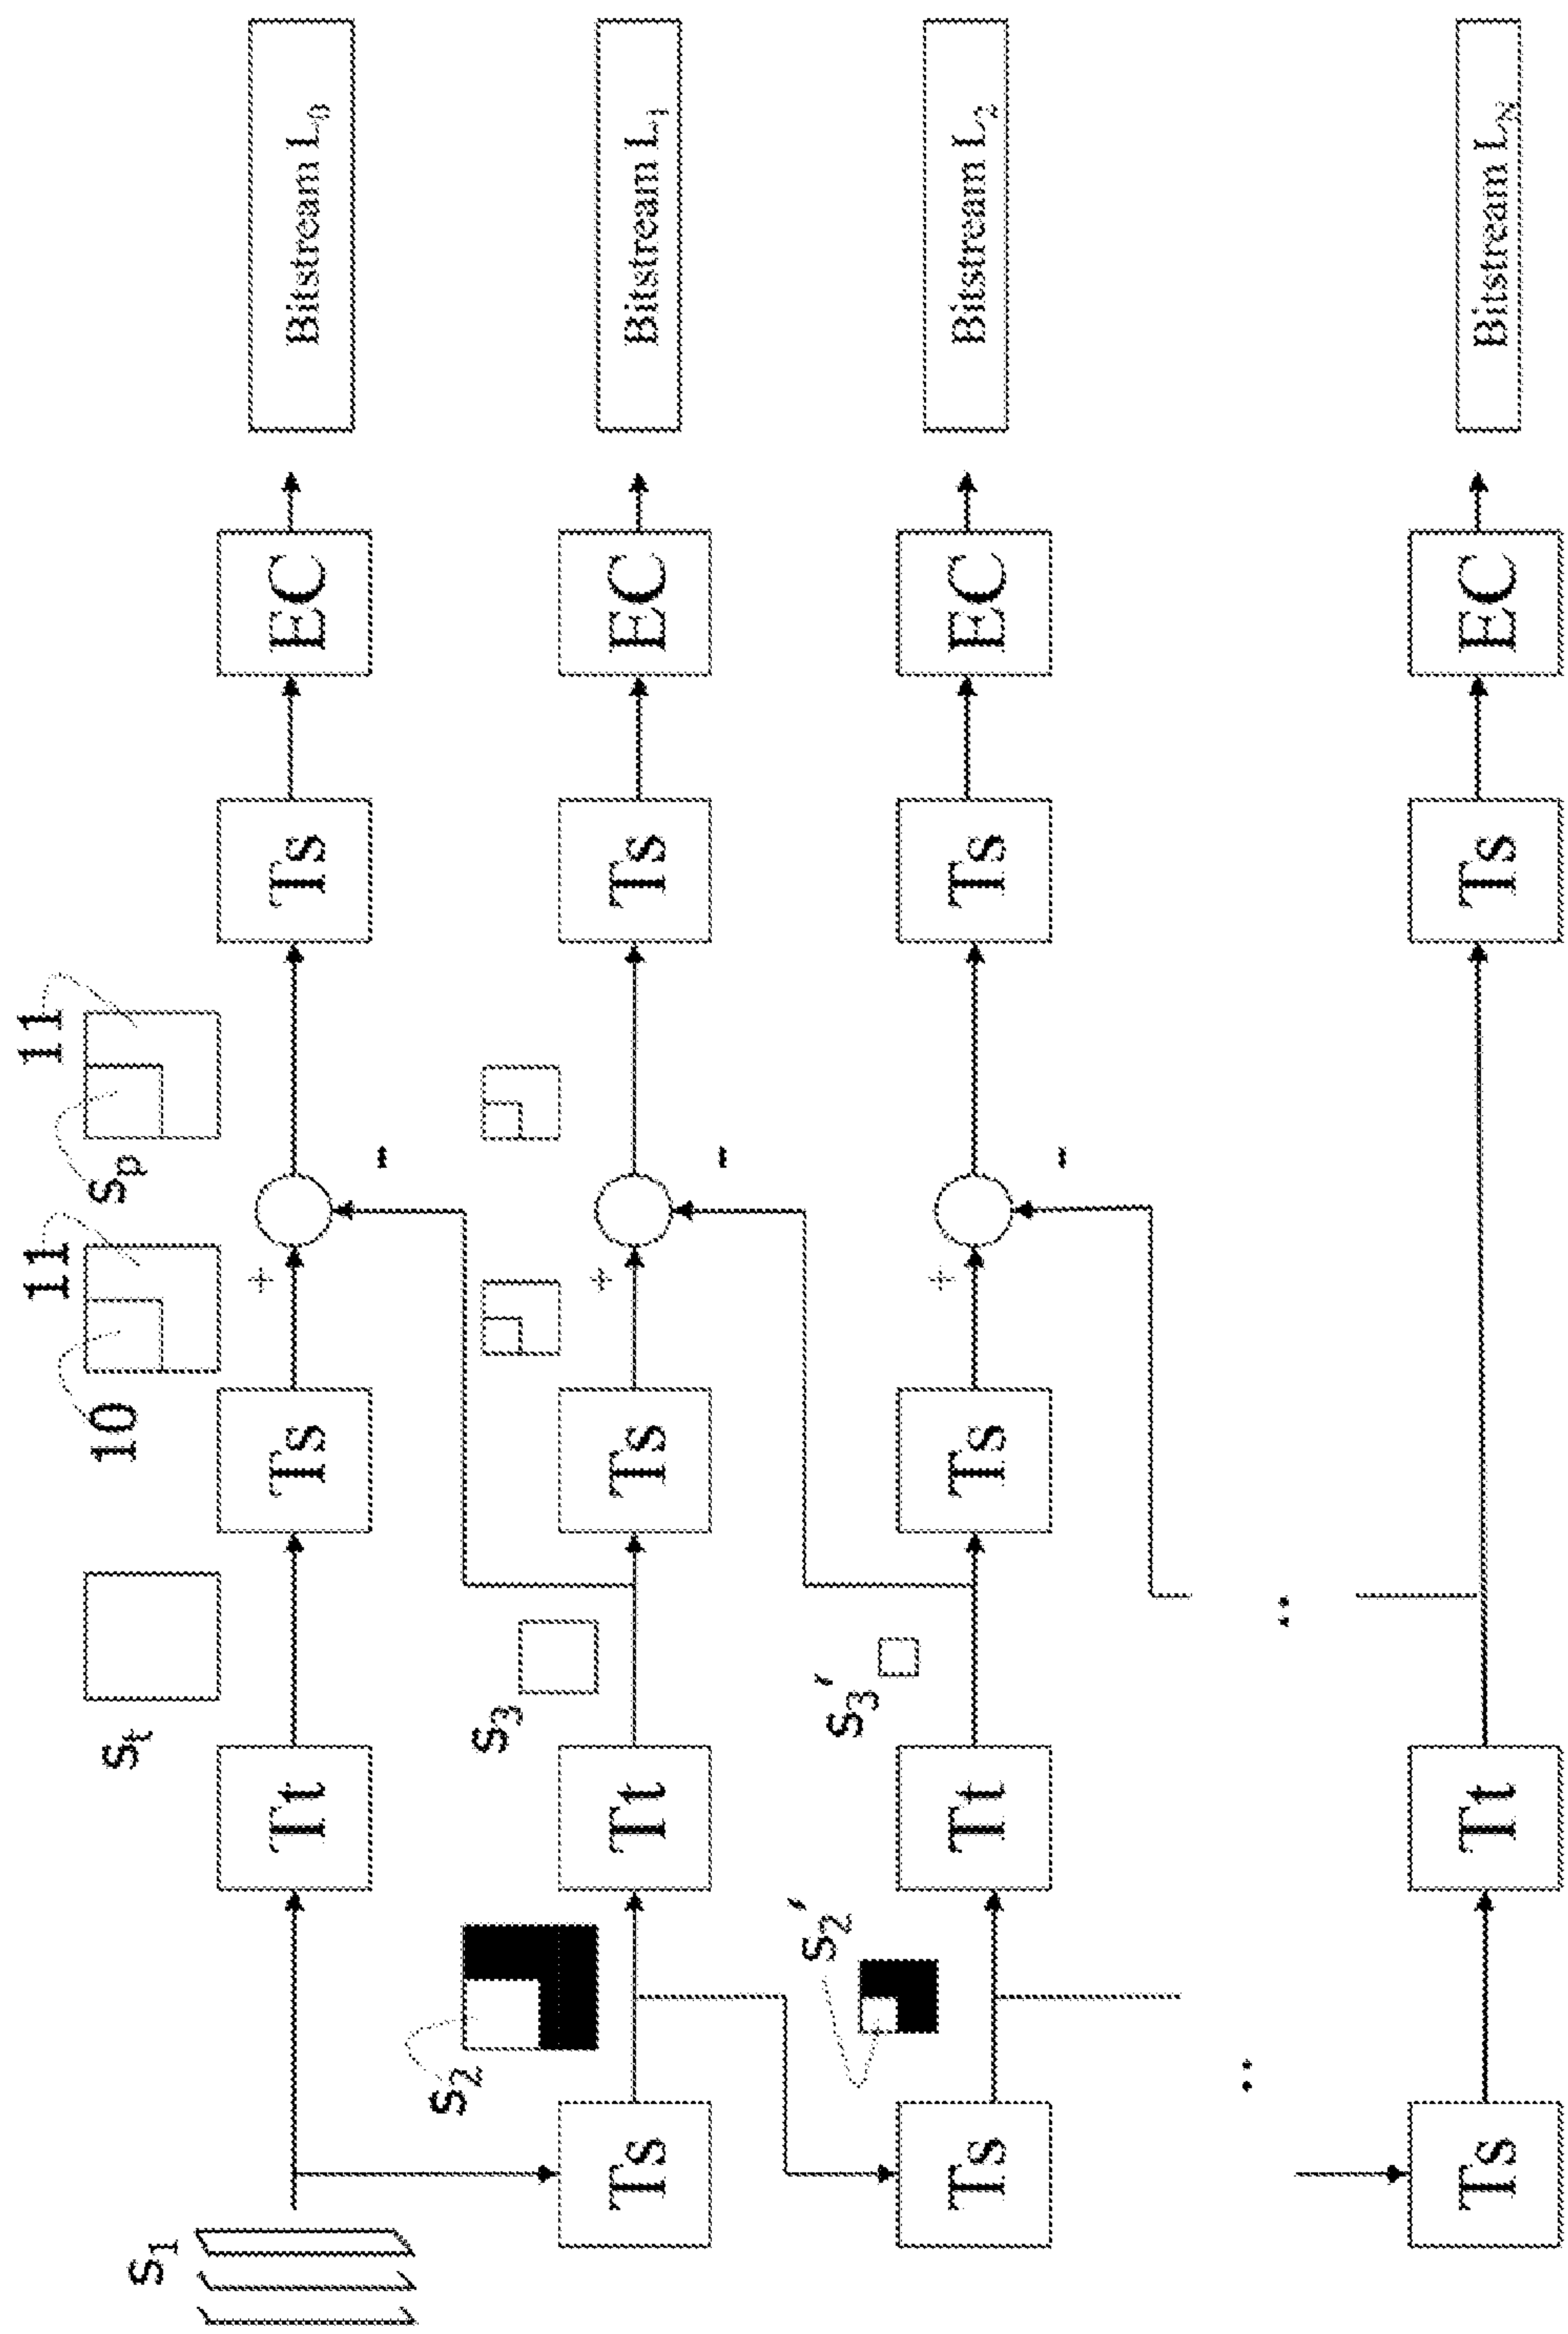 11
11
s₁ s₂ s₂′ sₜ s₃ s₃′ 10 sₚ
Tt Ts + - Ts EC Bitstream L₀
Ts Tt Ts + - Ts EC Bitstream L₁
Ts Tt Ts + - Ts EC Bitstream L₂
.. ..
Ts Tt Ts EC Bitstream L_N